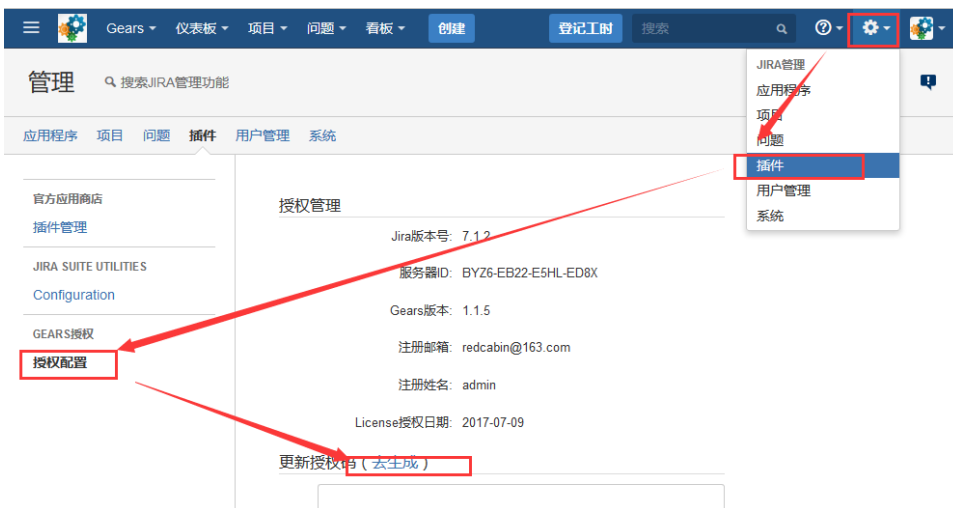 Gears 仪表板 项目 问题 看板 创建 登记工时 搜索
管理 搜索JIRA管理功能
应用程序 项目 问题 插件 用户管理 系统
JIRA管理
应用程序
项目
问题
插件
用户管理
系统
官方应用商店
插件管理
JIRA SUITE UTILITIES
Configuration
GEARS授权
授权配置
授权管理
Jira版本号: 7.1.2
服务器ID: BYZ6-EB22-E5HL-ED8X
Gears版本: 1.1.5
注册邮箱: redcabin@163.com
注册姓名: admin
License授权日期: 2017-07-09
更新授权码 ( 去生成 )